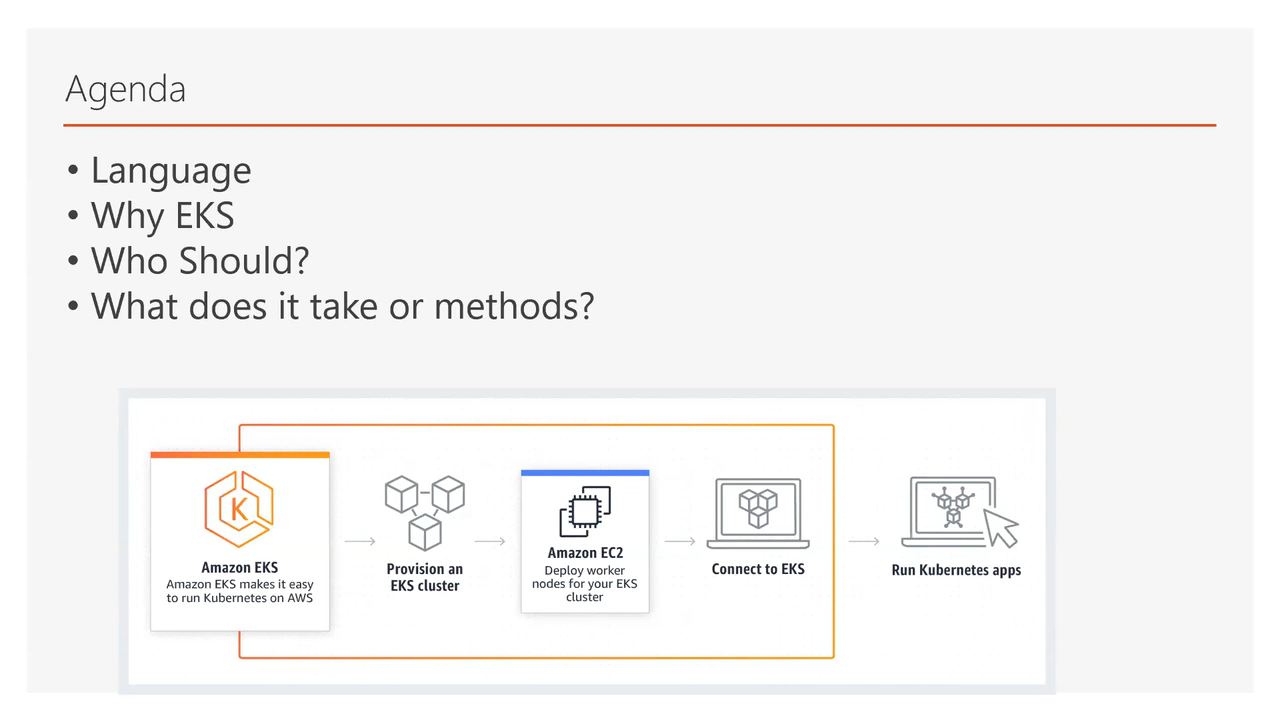 Agenda
• Language
• Why EKS
• Who Should?
• What does it take or methods?
K
Amazon EKS
Amazon EKS makes it easy
to run Kubernetes on AWS
Provision an
EKS cluster
Amazon EC2
Deploy worker
nodes for your EKS
cluster
Connect to EKS
Run Kubernetes apps